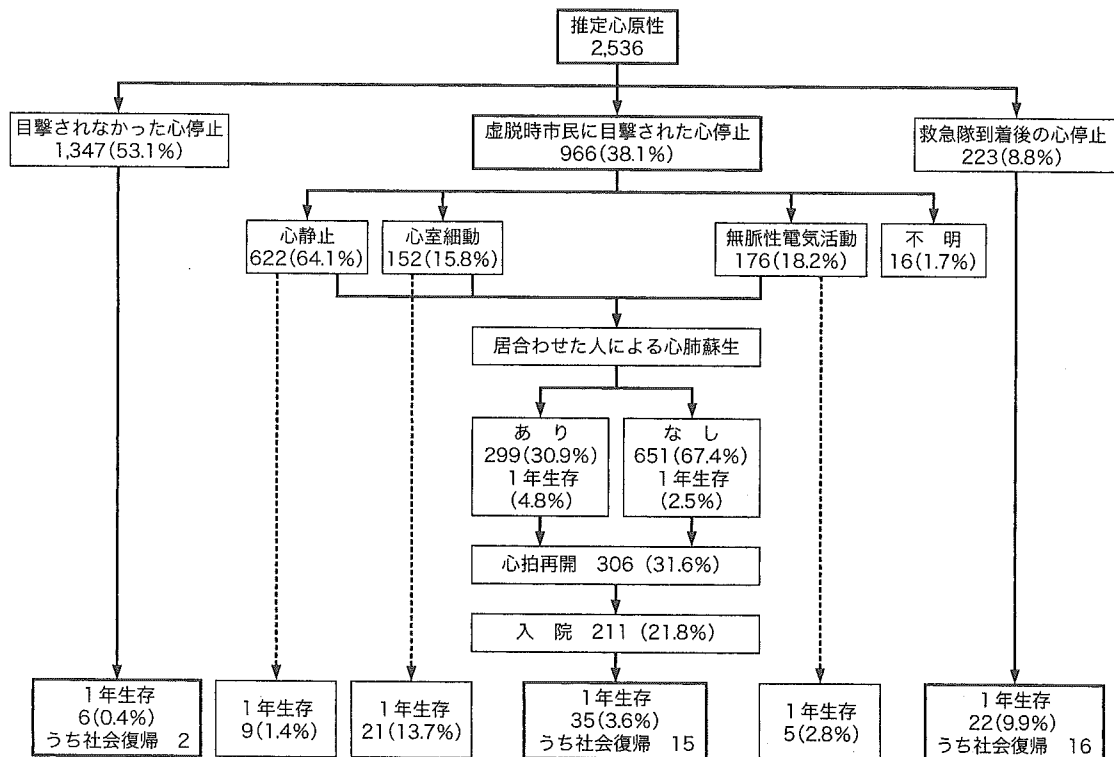 推定心原性
2,536
目撃されなかった心停止
1,347(53.1%)
虚脱時市民に目撃された心停止
966(38.1%)
救急隊到着後の心停止
223(8.8%)
心静止
622(64.1%)
心室細動
152(15.8%)
無脈性電気活動
176(18.2%)
不 明
16(1.7%)
居合わせた人による心肺蘇生
あ り
299(30.9%)
1年生存
(4.8%)
な し
651(67.4%)
1年生存
(2.5%)
心拍再開 306 (31.6%)
入 院 211 (21.8%)
1年生存
6(0.4%)
うち社会復帰 2
1年生存
9(1.4%)
1年生存
21(13.7%)
1年生存
35(3.6%)
うち社会復帰 15
1年生存
5(2.8%)
1年生存
22(9.9%)
うち社会復帰 16